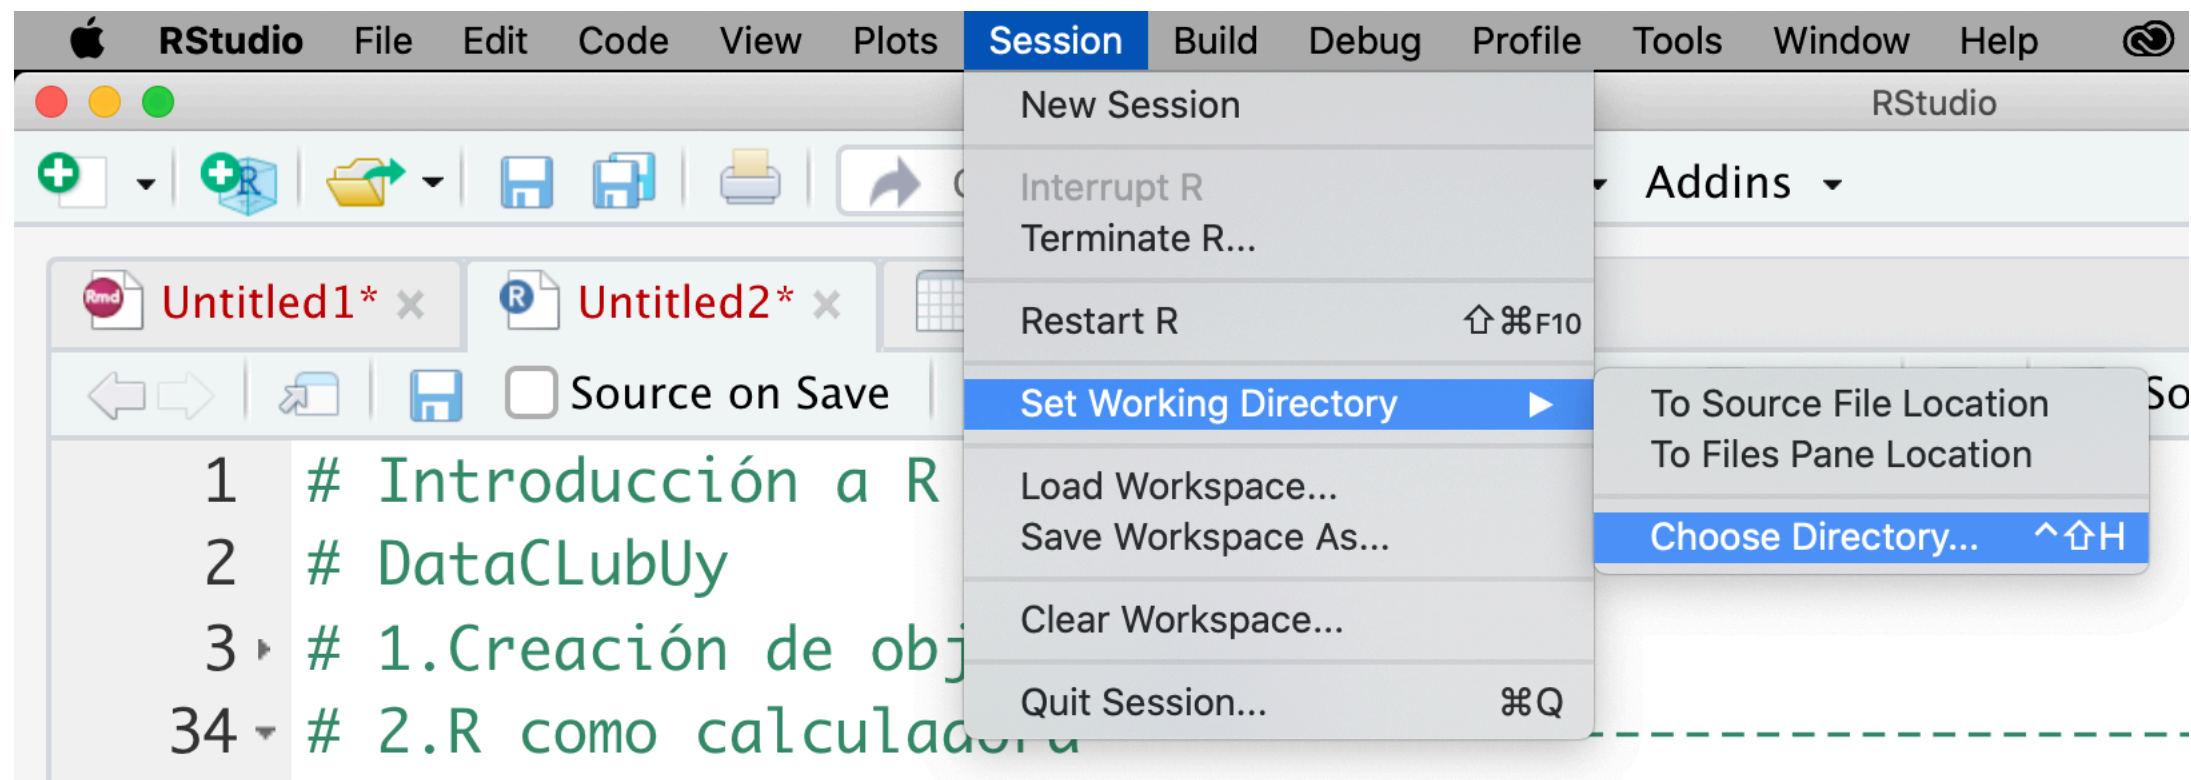 RStudio File Edit Code View Plots Session Build Debug Profile Tools Window Help
RStudio
New Session
Addins
Interrupt R
Terminate R...
Untitled1* Untitled2*
Restart R ⇧⌘F10
Source on Save
Set Working Directory
To Source File Location
To Files Pane Location
Choose Directory... ^⇧H
Load Workspace...
Save Workspace As...
Clear Workspace...
Quit Session... ⌘Q
1 # Introducción a R
2 # DataCLubUy
3 # 1.Creación de obj
34 # 2.R como calculadora